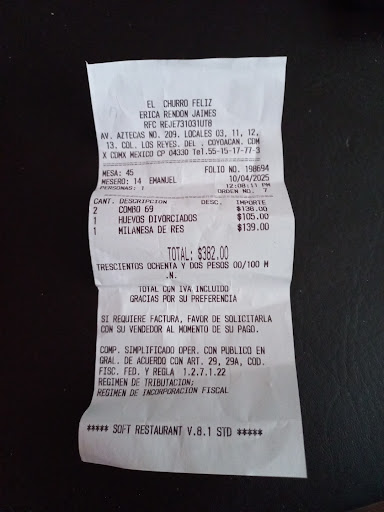 EL CHURRO FELIZ
ERICA RENDON JAIMES
RFC REJE731031UT8
AV. AZTECAS NO. 209. LOCALES 03, 11, 12,
13. COL. LOS REYES. DEL , COYOACAN. COM
X CDMX MEXICO CP 04330 Tel.55-15-17-77-3
MESA: 45 FOLIO NO. 198694
MESERO: 14 EMANUEL 10/04/2025
PERSONAS: 1 12:08:11 PM
ORDEN NO. 7
CANT. DESCRIPCION DESC. IMPORTE
2 COMBO 69 $138.00
1 HUEVOS DIVORCIADOS $105.00
1 MILANESA DE RES $139.00
TOTAL: $382.00
TRESCIENTOS OCHENTA Y DOS PESOS 00/100 M
.N.
TOTAL CON IVA INCLUIDO
GRACIAS POR SU PREFERENCIA
SI REQUIERE FACTURA, FAVOR DE SOLICITARLA
CON SU VENDEDOR AL MOMENTO DE SU PAGO.
COMP. SIMPLIFICADO OPER. CON PUBLICO EN
GRAL. DE ACUERDO CON ART. 29, 29A, COD.
FISC. FED. Y REGLA 1.2.7.1.22
REGIMEN DE TRIBUTACION;
REGIMEN DE INCORPORACION FISCAL
***** SOFT RESTAURANT V.8.1 STD *****